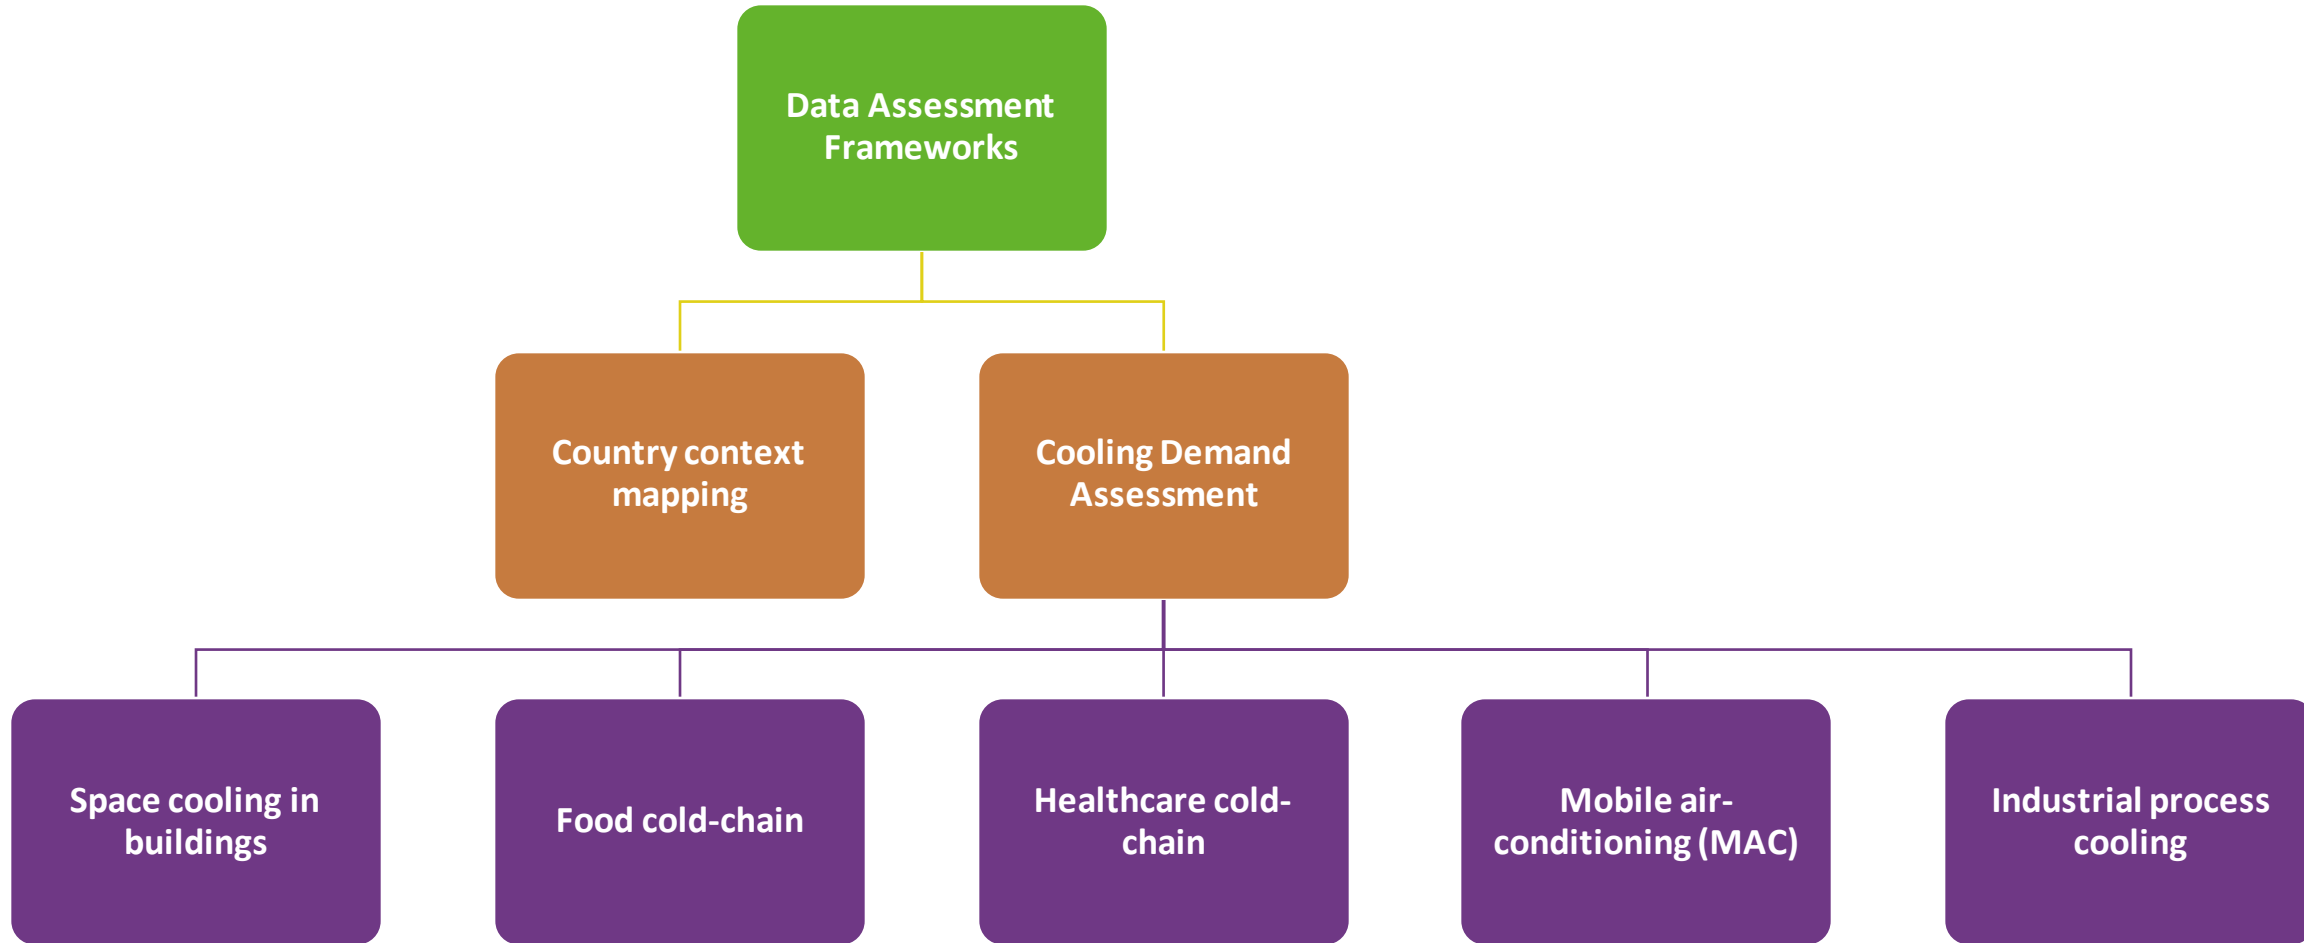 Data Assessment
Frameworks
Country context
mapping
Cooling Demand
Assessment
Space cooling in
buildings
Food cold-chain
Healthcare cold-
chain
Mobile air-
conditioning (MAC)
Industrial process
cooling